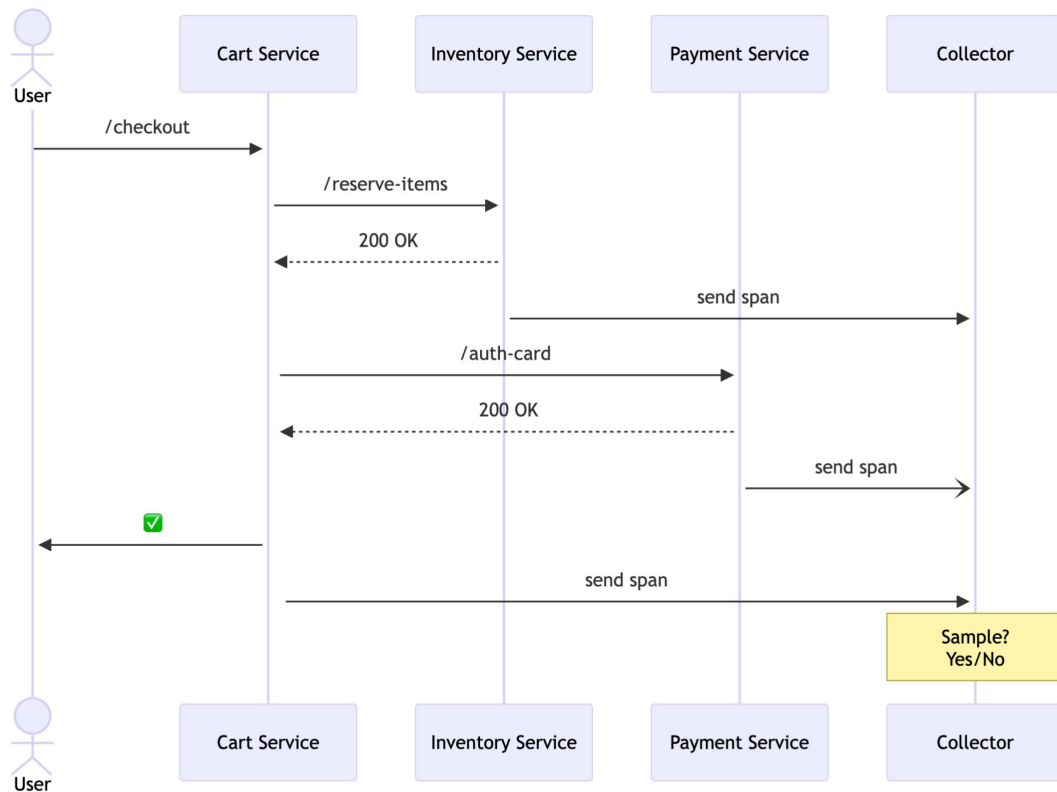 Cart Service
Inventory Service
Payment Service
Collector
User
/checkout
/reserve-items
200 OK
send span
/auth-card
200 OK
send span
✅
send span
Sample?
Yes/No
Cart Service
Inventory Service
Payment Service
Collector
User